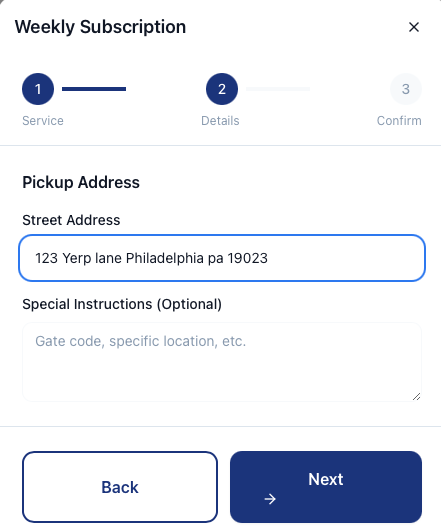 Weekly Subscription
1 2 3
Service Details Confirm
Pickup Address
Street Address
123 Yerp lane Philadelphia pa 19023
Special Instructions (Optional)
Gate code, specific location, etc.
Back Next